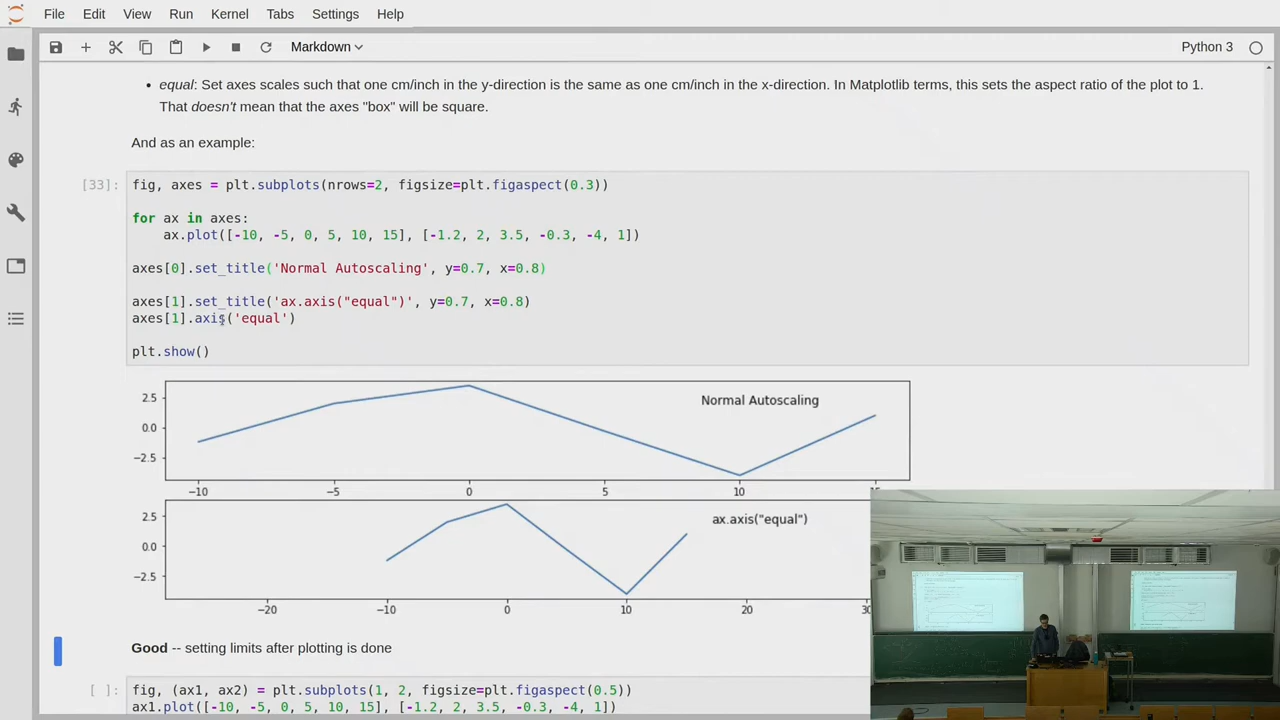 File Edit View Run Kernel Tabs Settings Help
Markdown
Python 3
• equal: Set axes scales such that one cm/inch in the y-direction is the same as one cm/inch in the x-direction. In Matplotlib terms, this sets the aspect ratio of the plot to 1.
That doesn't mean that the axes "box" will be square.
And as an example:
[33]: fig, axes = plt.subplots(nrows=2, figsize=plt.figaspect(0.3))
for ax in axes:
ax.plot([-10, -5, 0, 5, 10, 15], [-1.2, 2, 3.5, -0.3, -4, 1])
axes[0].set_title('Normal Autoscaling', y=0.7, x=0.8)
axes[1].set_title('ax.axis("equal")', y=0.7, x=0.8)
axes[1].axis('equal')
plt.show()
2.5
Normal Autoscaling
0.0
−2.5
−10 −5 0 5 10
2.5
ax.axis("equal")
0.0
−2.5
−20 −10 0 10 20
Good -- setting limits after plotting is done
[ ]: fig, (ax1, ax2) = plt.subplots(1, 2, figsize=plt.figaspect(0.5))
ax1.plot([-10, -5, 0, 5, 10, 15], [-1.2, 2, 3.5, -0.3, -4, 1])